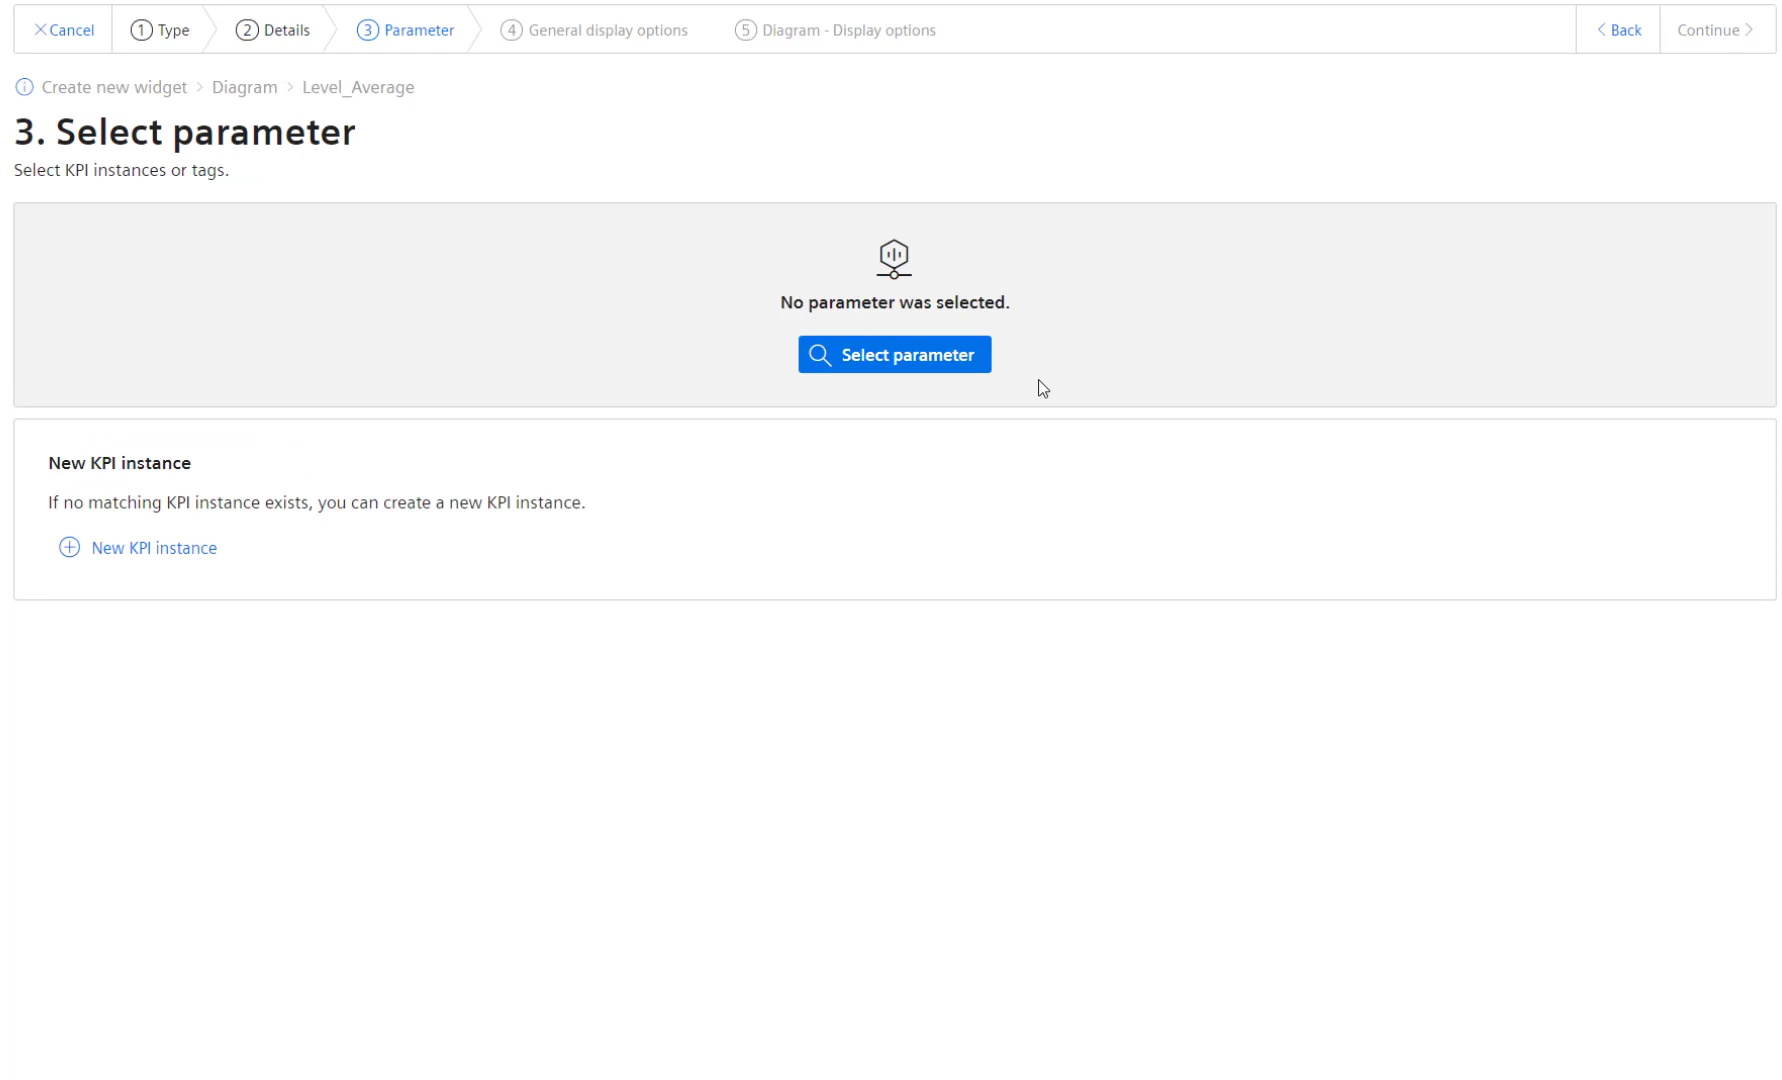 Cancel 1 Type 2 Details 3 Parameter 4 General display options 5 Diagram - Display options Back Continue
Create new widget > Diagram > Level_Average
3. Select parameter
Select KPI instances or tags.
No parameter was selected.
Select parameter
New KPI instance
If no matching KPI instance exists, you can create a new KPI instance.
New KPI instance